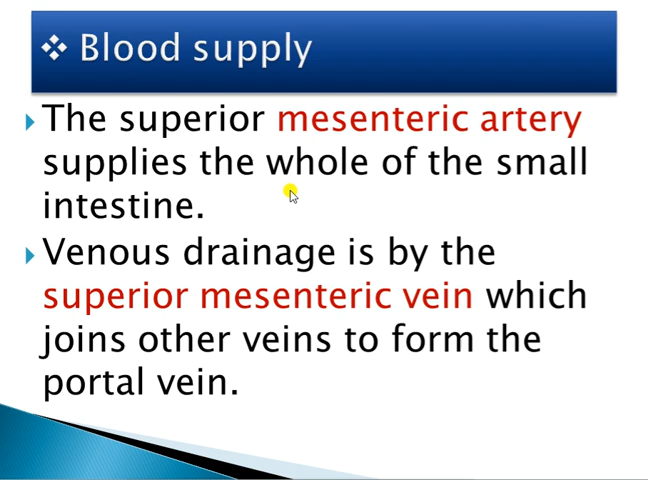 ❖ Blood supply
The superior mesenteric artery
supplies the whole of the small
intestine.
Venous drainage is by the
superior mesenteric vein which
joins other veins to form the
portal vein.